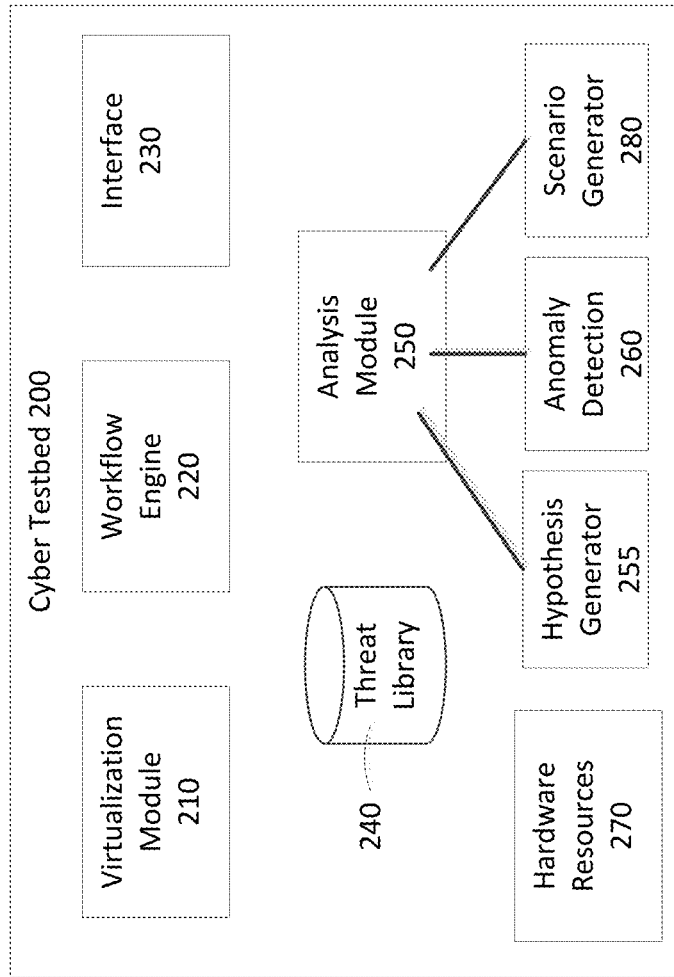 Cyber Testbed 200
Virtualization
Module
210
Workflow
Engine
220
Interface
230
240
Threat
Library
Analysis
Module
250
Hardware
Resources
270
Hypothesis
Generator
255
Anomaly
Detection
260
Scenario
Generator
280